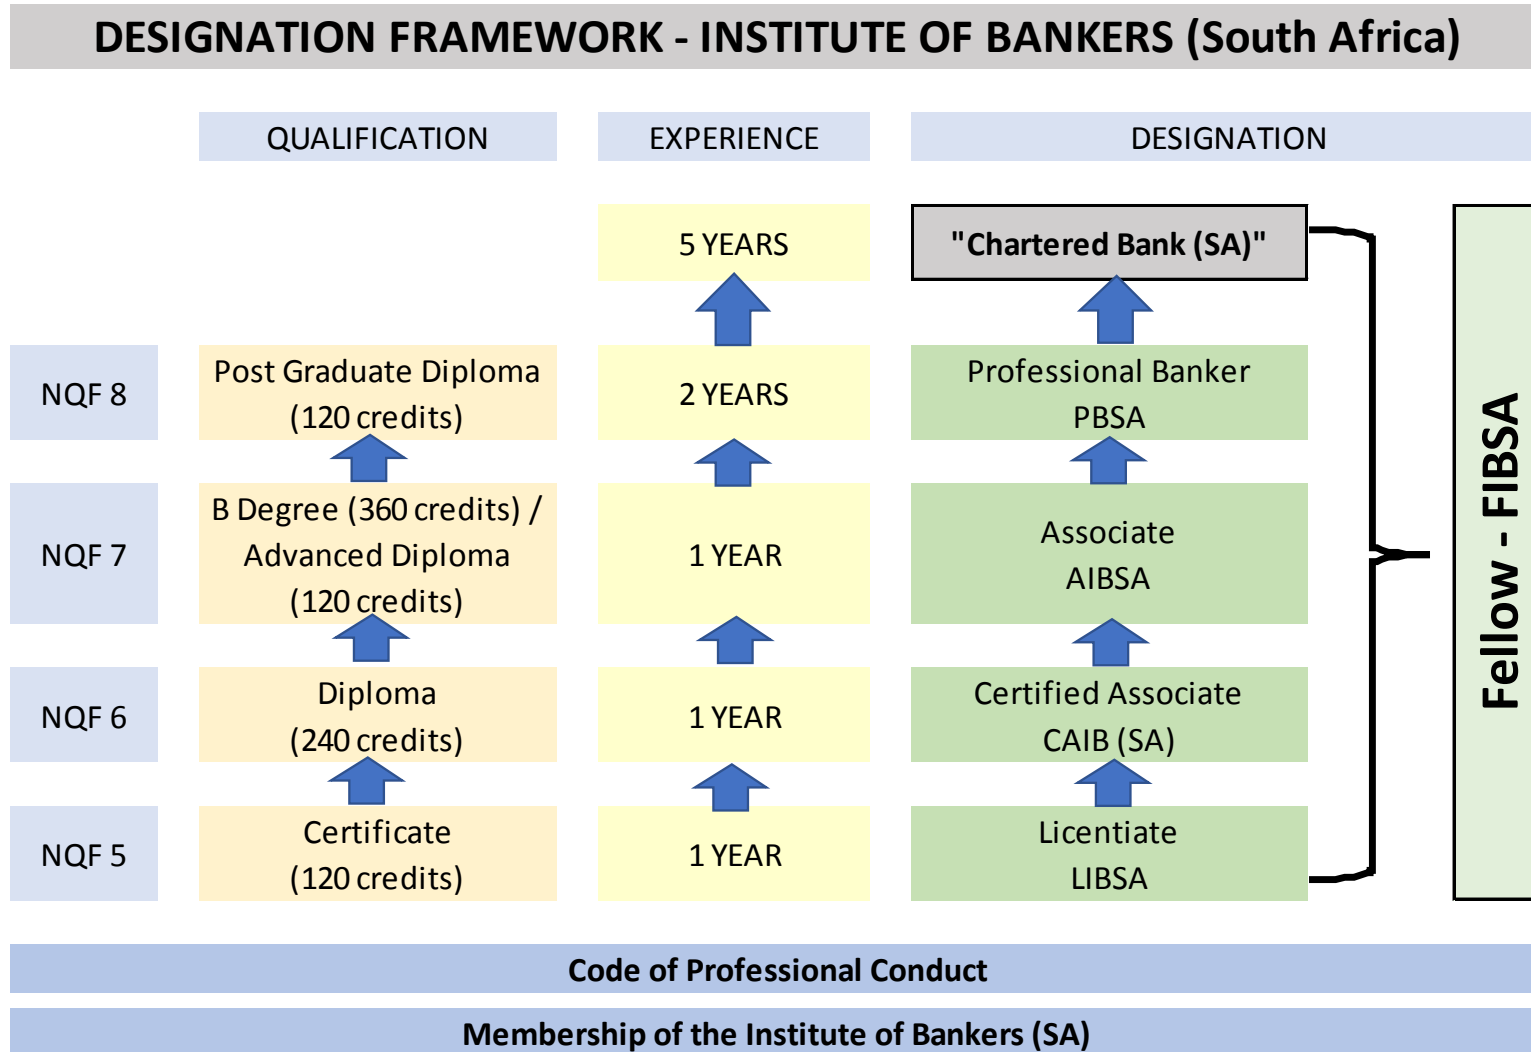 DESIGNATION FRAMEWORK - INSTITUTE OF BANKERS (South Africa)
QUALIFICATION
EXPERIENCE
DESIGNATION
5 YEARS
"Chartered Bank (SA)"
NQF 8
Post Graduate Diploma
(120 credits)
2 YEARS
Professional Banker
PBSA
NQF 7
B Degree (360 credits) /
Advanced Diploma
(120 credits)
1 YEAR
Associate
AIBSA
NQF 6
Diploma
(240 credits)
1 YEAR
Certified Associate
CAIB (SA)
NQF 5
Certificate
(120 credits)
1 YEAR
Licentiate
LIBSA
Fellow - FIBSA
Code of Professional Conduct
Membership of the Institute of Bankers (SA)